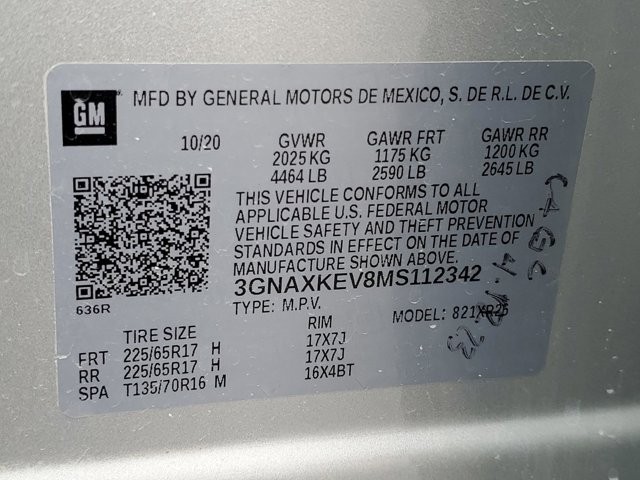 GM MFD BY GENERAL MOTORS DE MEXICO, S. DE R.L. DE C.V.
10/20 GVWR GAWR FRT GAWR RR
2025 KG 1175 KG 1200 KG
4464 LB 2590 LB 2645 LB
THIS VEHICLE CONFORMS TO ALL
APPLICABLE U.S. FEDERAL MOTOR
VEHICLE SAFETY AND THEFT PREVENTION
STANDARDS IN EFFECT ON THE DATE OF
MANUFACTURE SHOWN ABOVE.
3GNAXKEV8MS112342
636R
TYPE: M.P.V. MODEL: 821XR26
TIRE SIZE RIM
FRT 225/65R17 H 17X7J
RR 225/65R17 H 17X7J
SPA T135/70R16 M 16X4BT